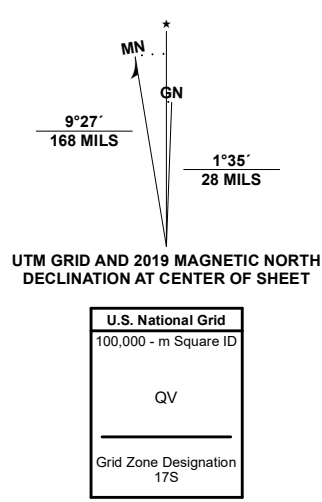 MN
GN
9°27´
168 MILS
1°35´
28 MILS
UTM GRID AND 2019 MAGNETIC NORTH
DECLINATION AT CENTER OF SHEET
U.S. National Grid
100,000 - m Square ID
QV
Grid Zone Designation
17S